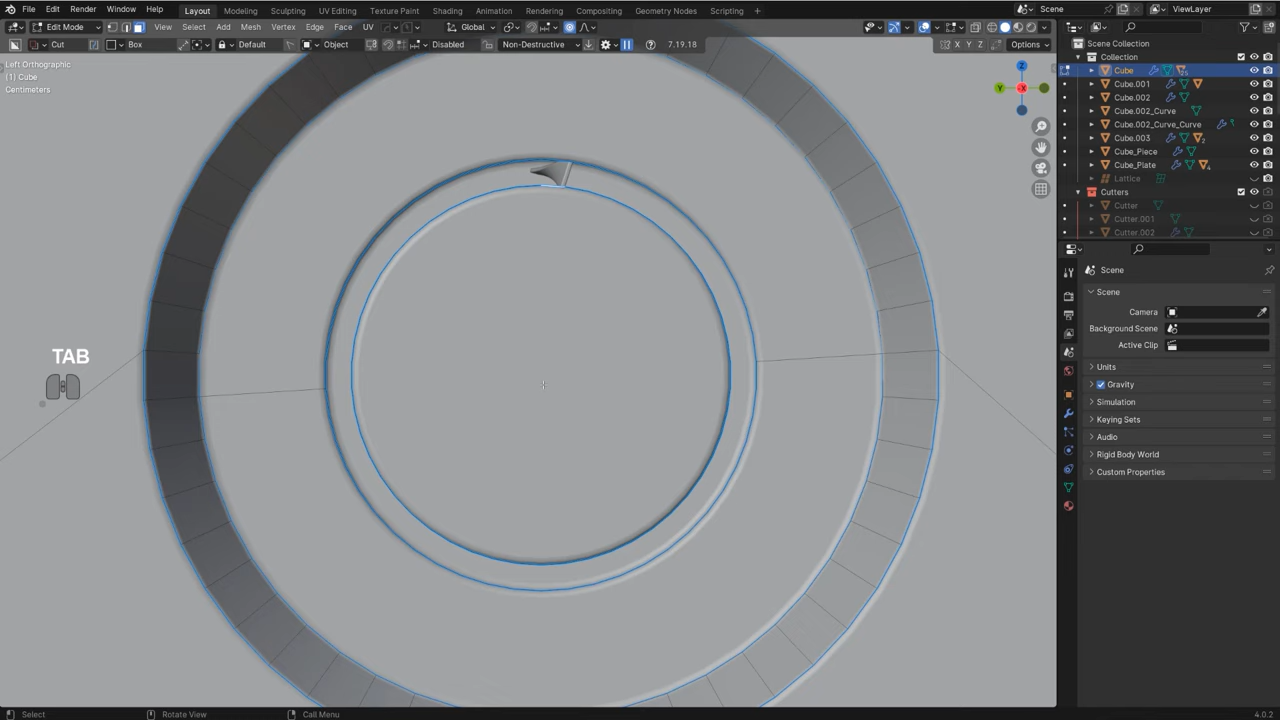 File Edit Render Window Help Layout Modeling Sculpting UV Editing Texture Paint Shading Animation Rendering Compositing Geometry Nodes Scripting + Scene ViewLayer
Edit Mode View Select Add Mesh Vertex Edge Face UV Global Options
Cut Box Default Object Disabled Non-Destructive 7.19.18 X Y Z Options
Left Orthographic
(1) Cube
Centimeters
TAB
Z
Y
X
Scene Collection
Collection
Cube
Cube.001
Cube.002
Cube.002_Curve
Cube.002_Curve_Curve
Cube.003
Cube_Piece
Cube_Plate
Lattice
Cutters
Cutter
Cutter.001
Cutter.002
Scene
Scene
Camera
Background Scene
Active Clip
Units
Gravity
Simulation
Keying Sets
Audio
Rigid Body World
Custom Properties
Select Rotate View Call Menu 4.0.2